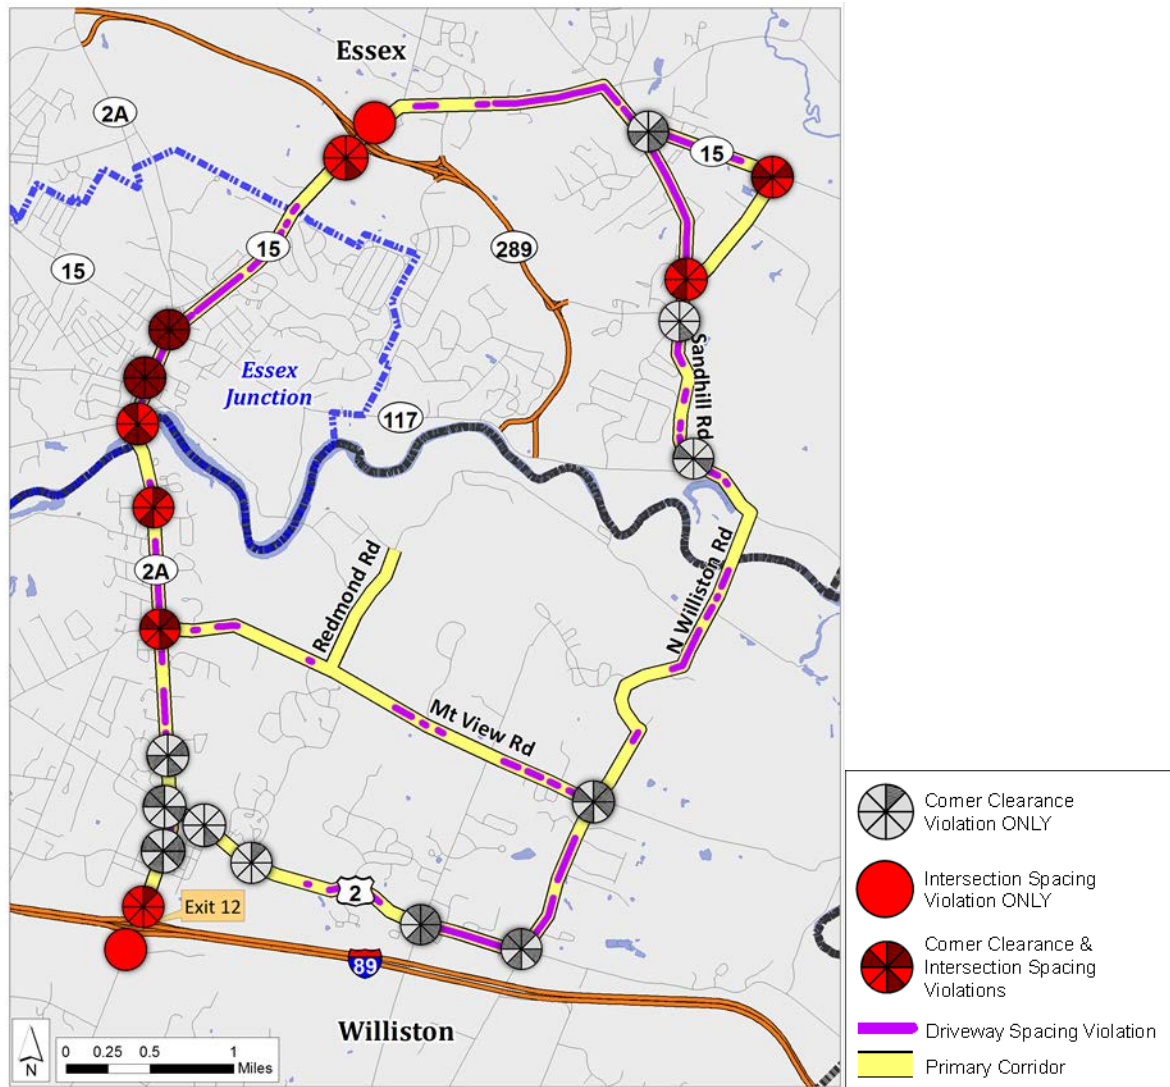 Essex
2A
15
15
15
289
Essex
Junction
117
Sandhill Rd
2A
Redmond Rd
N Williston Rd
Mt View Rd
Exit 12
2
89
Williston
N
0 0.25 0.5 1
Miles
Corner Clearance
Violation ONLY
Intersection Spacing
Violation ONLY
Corner Clearance &
Intersection Spacing
Violations
Driveway Spacing Violation
Primary Corridor